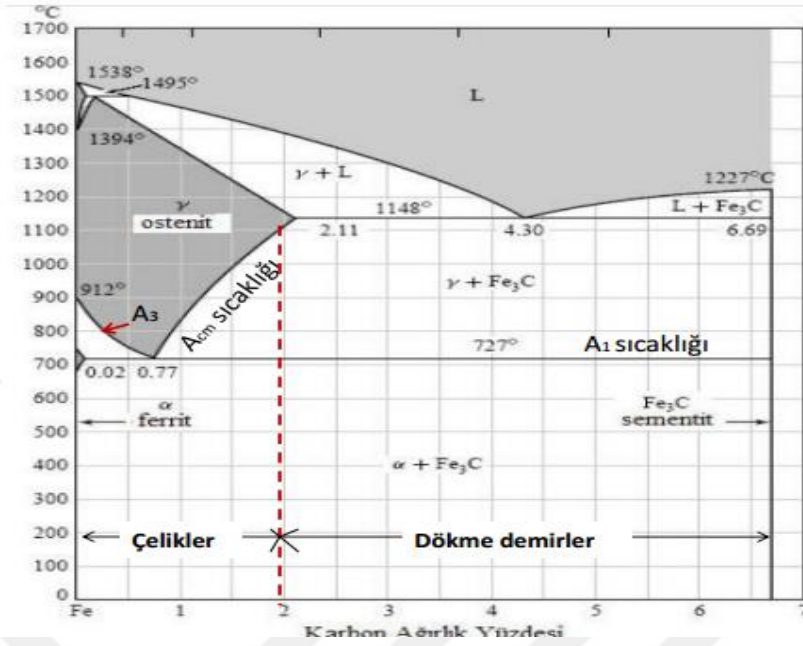 °C
1700
1600
1538°
1495°
1500
L
1400
1394°
1300
γ + L
1227°C
1200
γ
1148°
L + Fe₃C
1100
ostenit
2.11
4.30
6.69
1000
Acm sıcaklığı
γ + Fe₃C
900
912°
A₃
800
727°
A₁ sıcaklığı
700
0.02 0.77
600
α
Fe₃C
ferrit
sementit
500
400
α + Fe₃C
300
200
Çelikler
Dökme demirler
100
0
Fe 1 2 3 4 5 6 7
Karbon Ağırlık Yüzdesi